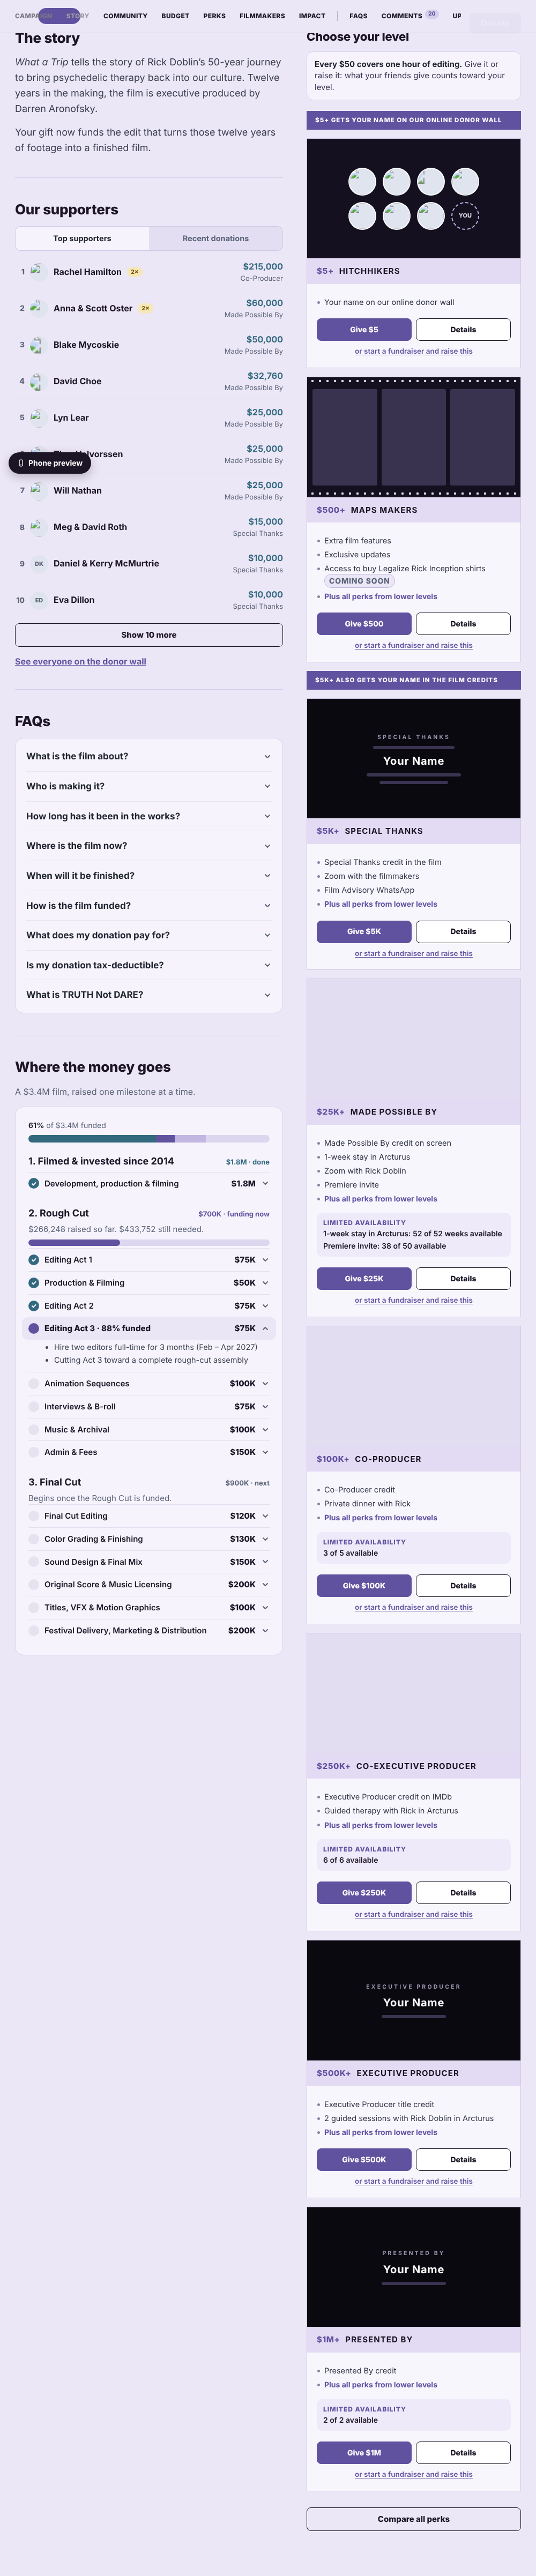 CAMPAIGN STORY COMMUNITY BUDGET PERKS FILMMAKERS IMPACT FAQS COMMENTS 20 UP
The story
What a Trip tells the story of Rick Doblin's 50-year journey
to bring psychedelic therapy back into our culture. Twelve
years in the making, the film is executive produced by
Darren Aronofsky.
Your gift now funds the edit that turns those twelve years
of footage into a finished film.
Our supporters
Top supporters
Recent donations
1 Rachel Hamilton 2× $215,000
Co-Producer
2 Anna & Scott Oster 2× $60,000
Made Possible By
3 Blake Mycoskie $50,000
Made Possible By
4 David Choe $32,760
Made Possible By
5 Lyn Lear $25,000
Made Possible By
$25,000
Made Possible By
Phone preview
7 Will Nathan $25,000
Made Possible By
8 Meg & David Roth $15,000
Special Thanks
9 DK Daniel & Kerry McMurtrie $10,000
Special Thanks
10 ED Eva Dillon $10,000
Special Thanks
Show 10 more
See everyone on the donor wall
FAQs
What is the film about?
Who is making it?
How long has it been in the works?
Where is the film now?
When will it be finished?
How is the film funded?
What does my donation pay for?
Is my donation tax-deductible?
What is TRUTH Not DARE?
Where the money goes
A $3.4M film, raised one milestone at a time.
61% of $3.4M funded
1. Filmed & invested since 2014 $1.8M · done
Development, production & filming $1.8M
2. Rough Cut $700K · funding now
$266,248 raised so far. $433,752 still needed.
Editing Act 1 $75K
Production & Filming $50K
Editing Act 2 $75K
Editing Act 3 · 88% funded $75K
Hire two editors full-time for 3 months (Feb – Apr 2027)
Cutting Act 3 toward a complete rough-cut assembly
Animation Sequences $100K
Interviews & B-roll $75K
Music & Archival $100K
Admin & Fees $150K
3. Final Cut $900K · next
Begins once the Rough Cut is funded.
Final Cut Editing $120K
Color Grading & Finishing $130K
Sound Design & Final Mix $150K
Original Score & Music Licensing $200K
Titles, VFX & Motion Graphics $100K
Festival Delivery, Marketing & Distribution $200K
Choose your level
Every $50 covers one hour of editing. Give it or
raise it: what your friends give counts toward your
level.
$5+ GETS YOUR NAME ON OUR ONLINE DONOR WALL
YOU
$5+ HITCHHIKERS
Your name on our online donor wall
Give $5
Details
or start a fundraiser and raise this
$500+ MAPS MAKERS
Extra film features
Exclusive updates
Access to buy Legalize Rick Inception shirts
COMING SOON
Plus all perks from lower levels
Give $500
Details
or start a fundraiser and raise this
$5K+ ALSO GETS YOUR NAME IN THE FILM CREDITS
SPECIAL THANKS
Your Name
$5K+ SPECIAL THANKS
Special Thanks credit in the film
Zoom with the filmmakers
Film Advisory WhatsApp
Plus all perks from lower levels
Give $5K
Details
or start a fundraiser and raise this
$25K+ MADE POSSIBLE BY
Made Possible By credit on screen
1-week stay in Arcturus
Zoom with Rick Doblin
Premiere invite
Plus all perks from lower levels
LIMITED AVAILABILITY
1-week stay in Arcturus: 52 of 52 weeks available
Premiere invite: 38 of 50 available
Give $25K
Details
or start a fundraiser and raise this
$100K+ CO-PRODUCER
Co-Producer credit
Private dinner with Rick
Plus all perks from lower levels
LIMITED AVAILABILITY
3 of 5 available
Give $100K
Details
or start a fundraiser and raise this
$250K+ CO-EXECUTIVE PRODUCER
Executive Producer credit on IMDb
Guided therapy with Rick in Arcturus
Plus all perks from lower levels
LIMITED AVAILABILITY
6 of 6 available
Give $250K
Details
or start a fundraiser and raise this
EXECUTIVE PRODUCER
Your Name
$500K+ EXECUTIVE PRODUCER
Executive Producer title credit
2 guided sessions with Rick Doblin in Arcturus
Plus all perks from lower levels
Give $500K
Details
or start a fundraiser and raise this
PRESENTED BY
Your Name
$1M+ PRESENTED BY
Presented By credit
Plus all perks from lower levels
LIMITED AVAILABILITY
2 of 2 available
Give $1M
Details
or start a fundraiser and raise this
Compare all perks